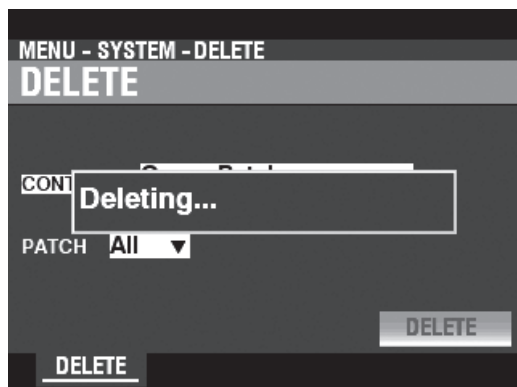 MENU - SYSTEM - DELETE
DELETE
CONT
Deleting...
PATCH All ▼
DELETE
DELETE